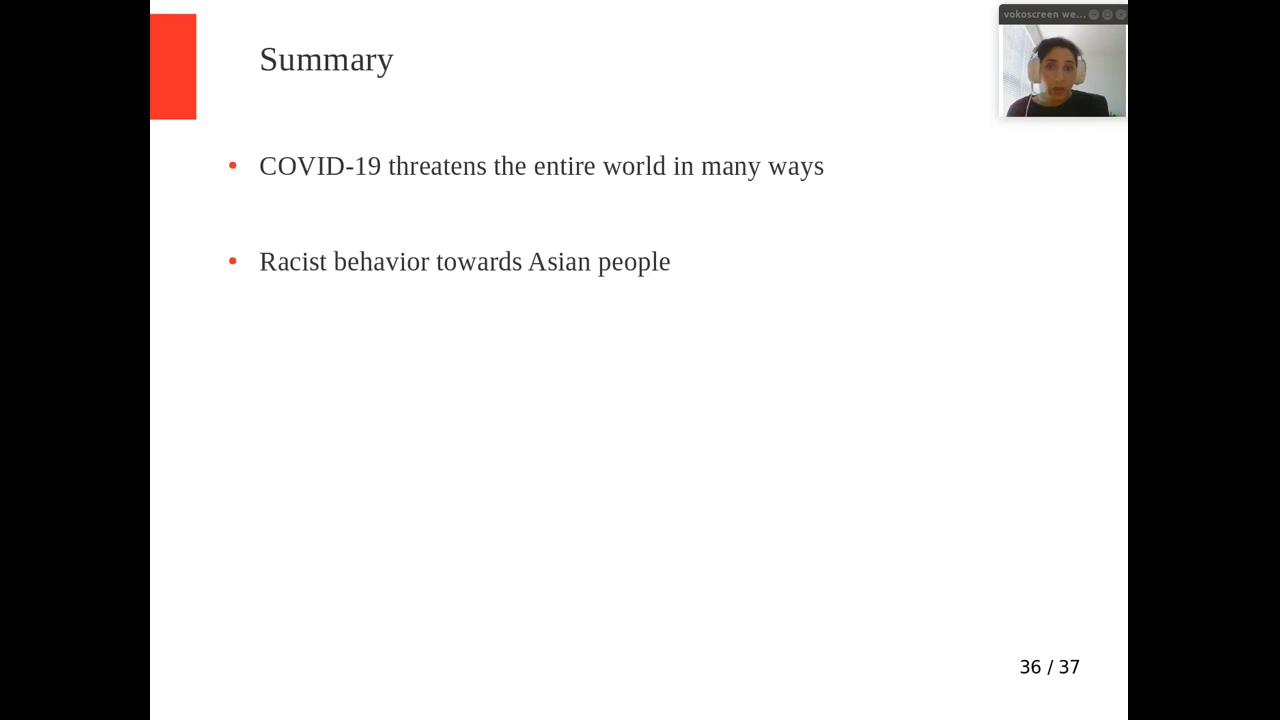 vokoscreen we...
Summary
COVID-19 threatens the entire world in many ways
Racist behavior towards Asian people
36 / 37